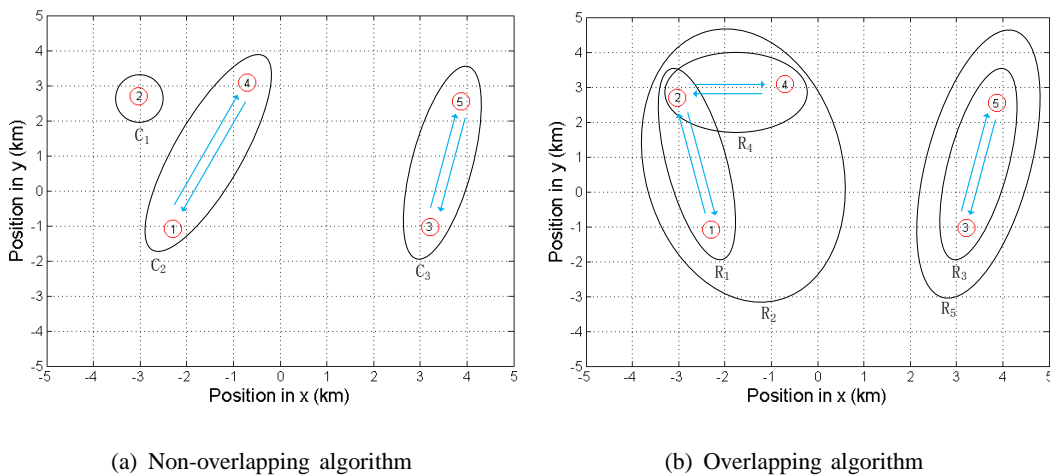 5
4
3
2
1
0
-1
-2
-3
-4
-5
Position in y (km)
2
C₁
4
1
C₂
5
3
C₃
-5 -4 -3 -2 -1 0 1 2 3 4 5
Position in x (km)
(a) Non-overlapping algorithm
5
4
3
2
1
0
-1
-2
-3
-4
-5
Position in y (km)
2
4
R₄
1
R₁
R₂
5
3
R₃
R₅
-5 -4 -3 -2 -1 0 1 2 3 4 5
Position in x (km)
(b) Overlapping algorithm